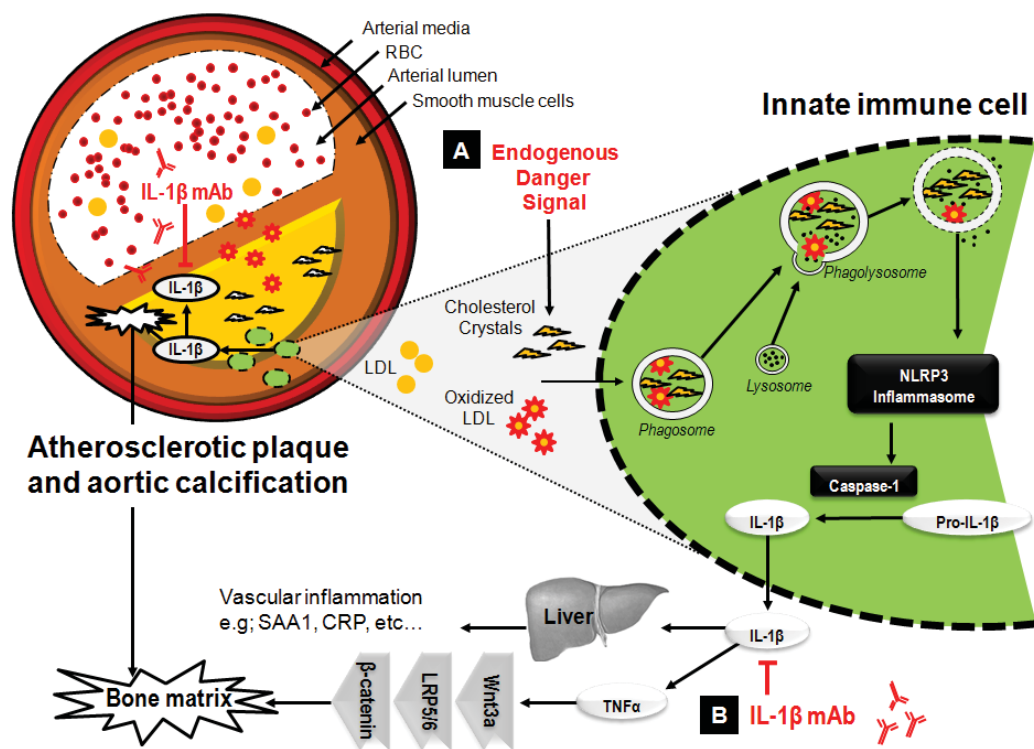 Arterial media
RBC
Arterial lumen
Smooth muscle cells
IL-1β mAb
IL-1β
IL-1β
Atherosclerotic plaque
and aortic calcification
A
Endogenous
Danger
Signal
Cholesterol
Crystals
LDL
Oxidized
LDL
Innate immune cell
Phagosome
Lysosome
Phagolysosome
NLRP3
Inflammasome
Caspase-1
Pro-IL-1β
IL-1β
IL-1β
Liver
Vascular inflammation
e.g; SAA1, CRP, etc...
TNFα
Wnt3a
LRP5/6
β-catenin
Bone matrix
B
IL-1β mAb